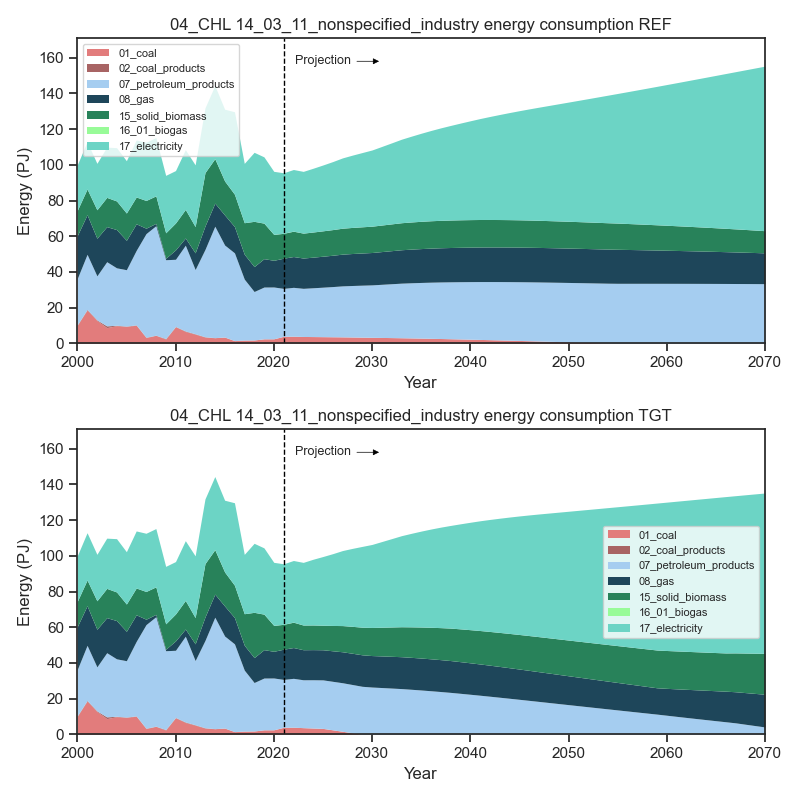 04_CHL 14_03_11_nonspecified_industry energy consumption REF
160
140
120
100
80
60
40
20
0
Energy (PJ)
01_coal
02_coal_products
07_petroleum_products
08_gas
15_solid_biomass
16_01_biogas
17_electricity
Projection
2000
2010
2020
2030
2040
2050
2060
2070
Year
04_CHL 14_03_11_nonspecified_industry energy consumption TGT
160
140
120
100
80
60
40
20
0
Energy (PJ)
Projection
01_coal
02_coal_products
07_petroleum_products
08_gas
15_solid_biomass
16_01_biogas
17_electricity
2000
2010
2020
2030
2040
2050
2060
2070
Year